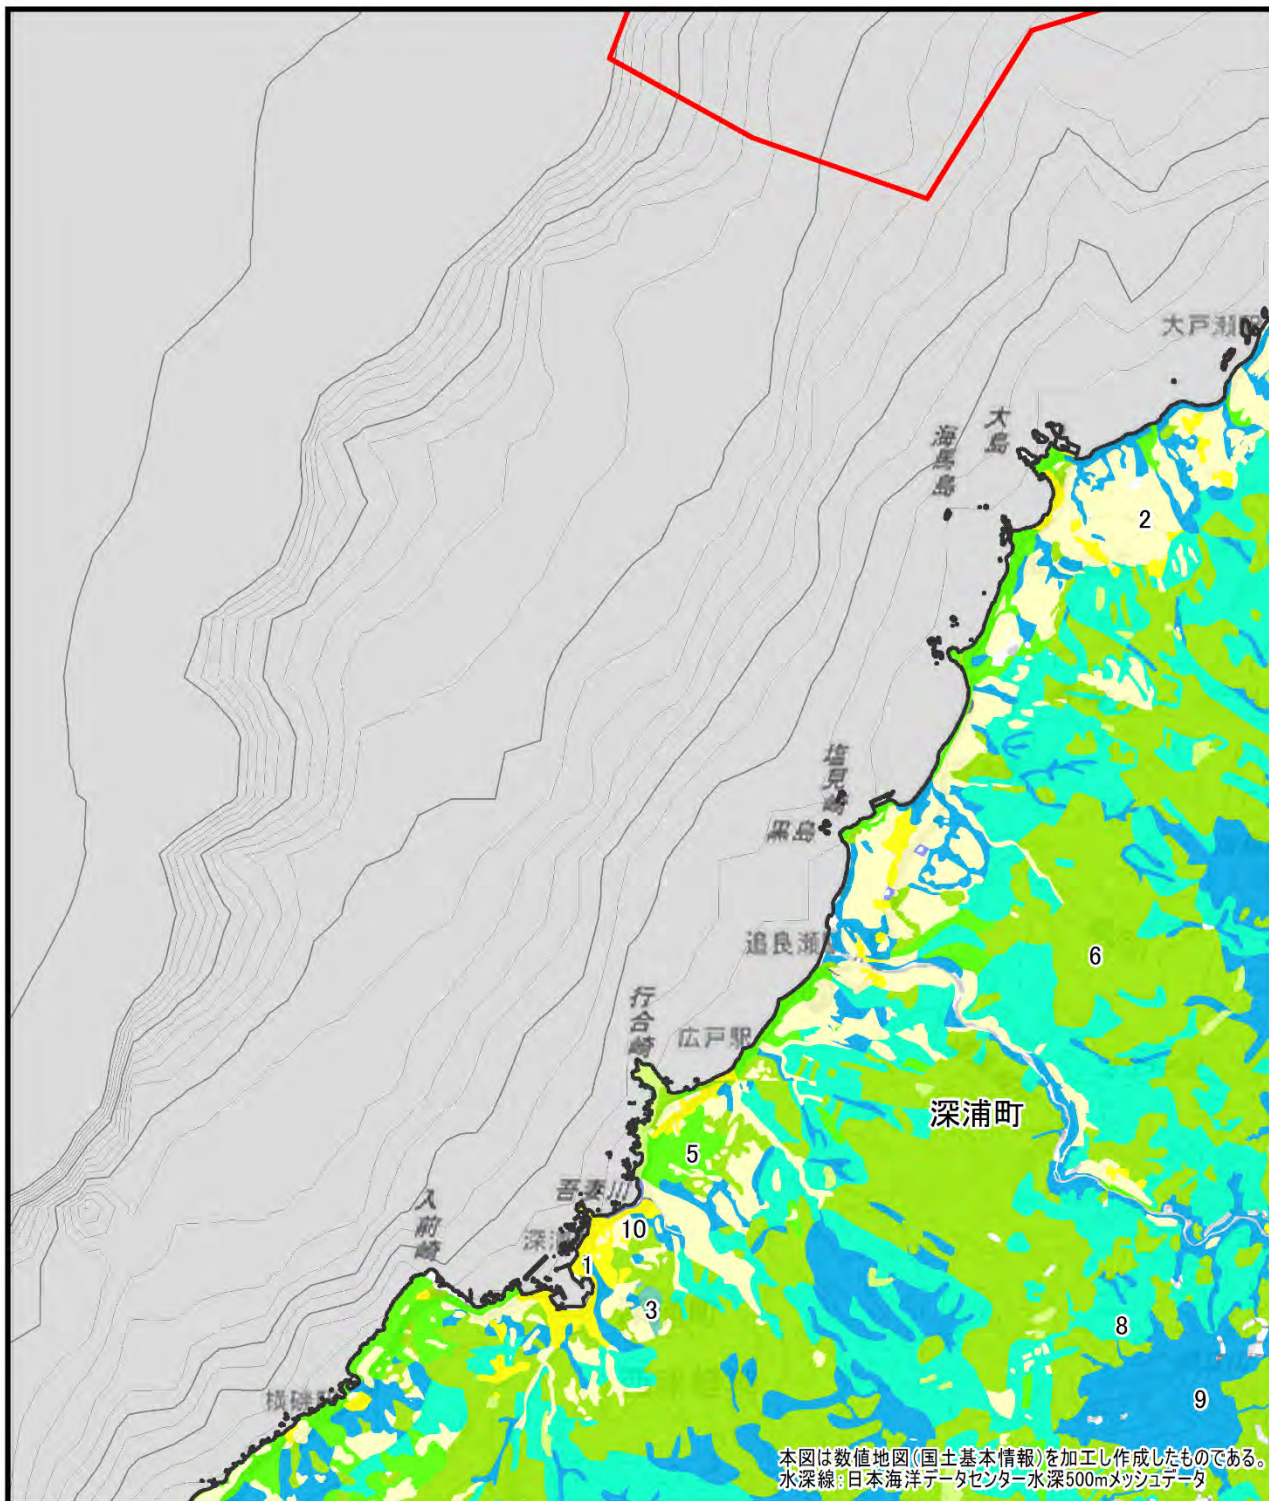 大戸瀬
大島
海馬島
2
塩見崎
黒島
追良瀬
6
行合崎
広戸駅
深浦町
5
吾妻川
入前崎
深浦
10
1
3
8
9
横磯
本図は数値地図(国土基本情報)を加工し作成したものである。
水深線:日本海洋データセンター水深500mメッシュデータ